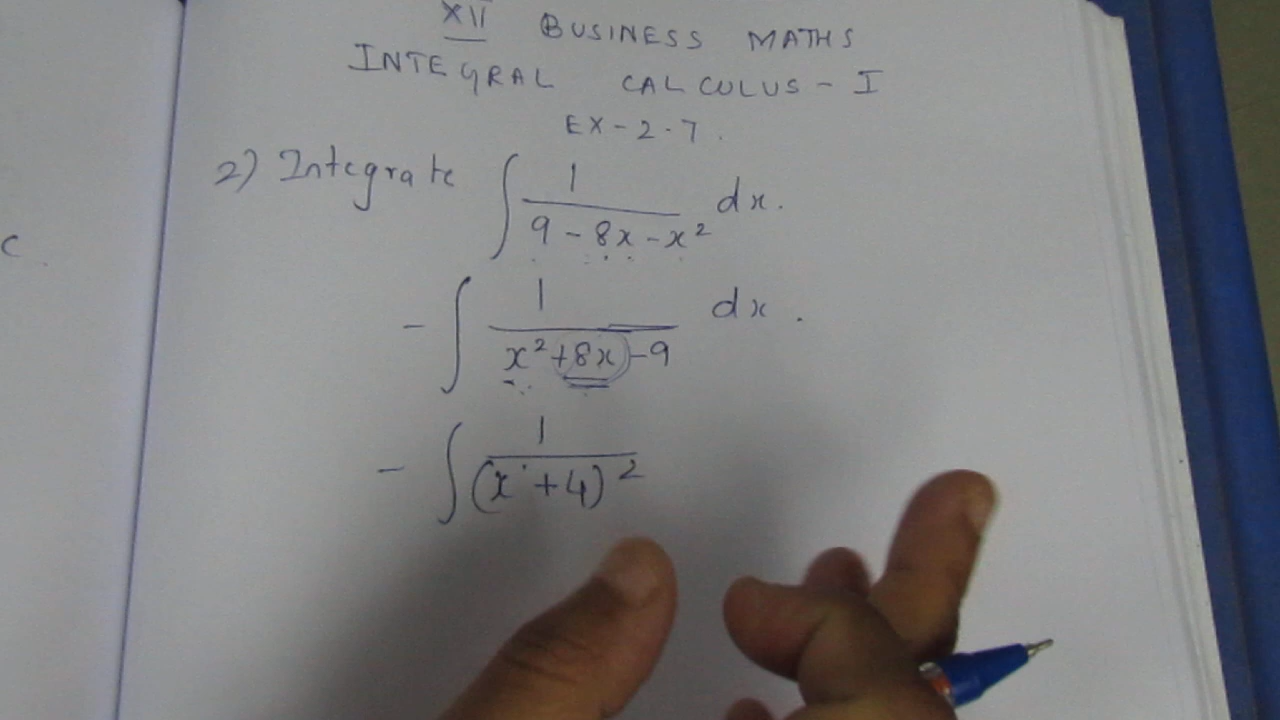 XII BUSINESS MATHS
INTEGRAL CALCULUS - I
EX-2.7.
2) Integrate ∫ 1/(9 - 8x - x²) dx.
- ∫ 1/(x² + 8x - 9) dx.
- ∫ 1/(x + 4)²
C